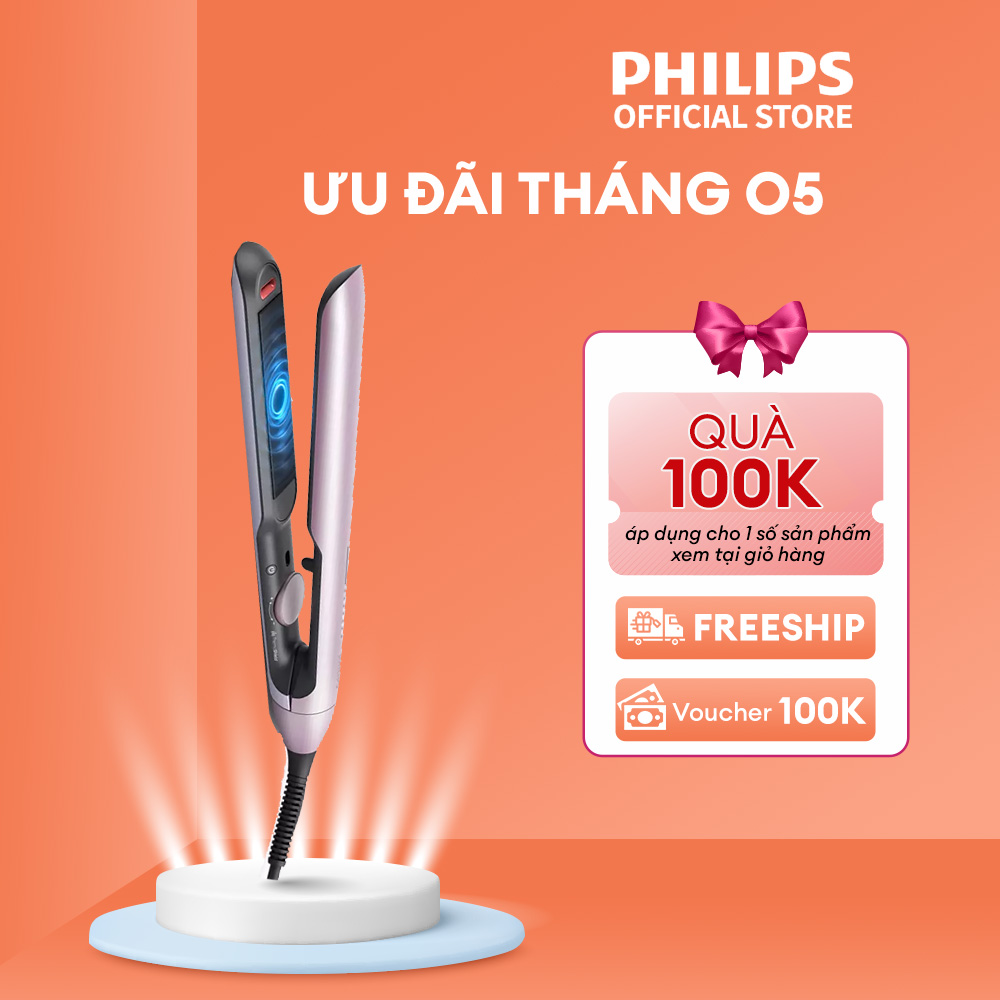 PHILIPS
OFFICIAL STORE
ƯU ĐÃI THÁNG 05
QUÀ
100K
áp dụng cho 1 số sản phẩm
xem tại giỏ hàng
FREESHIP
Voucher 100K